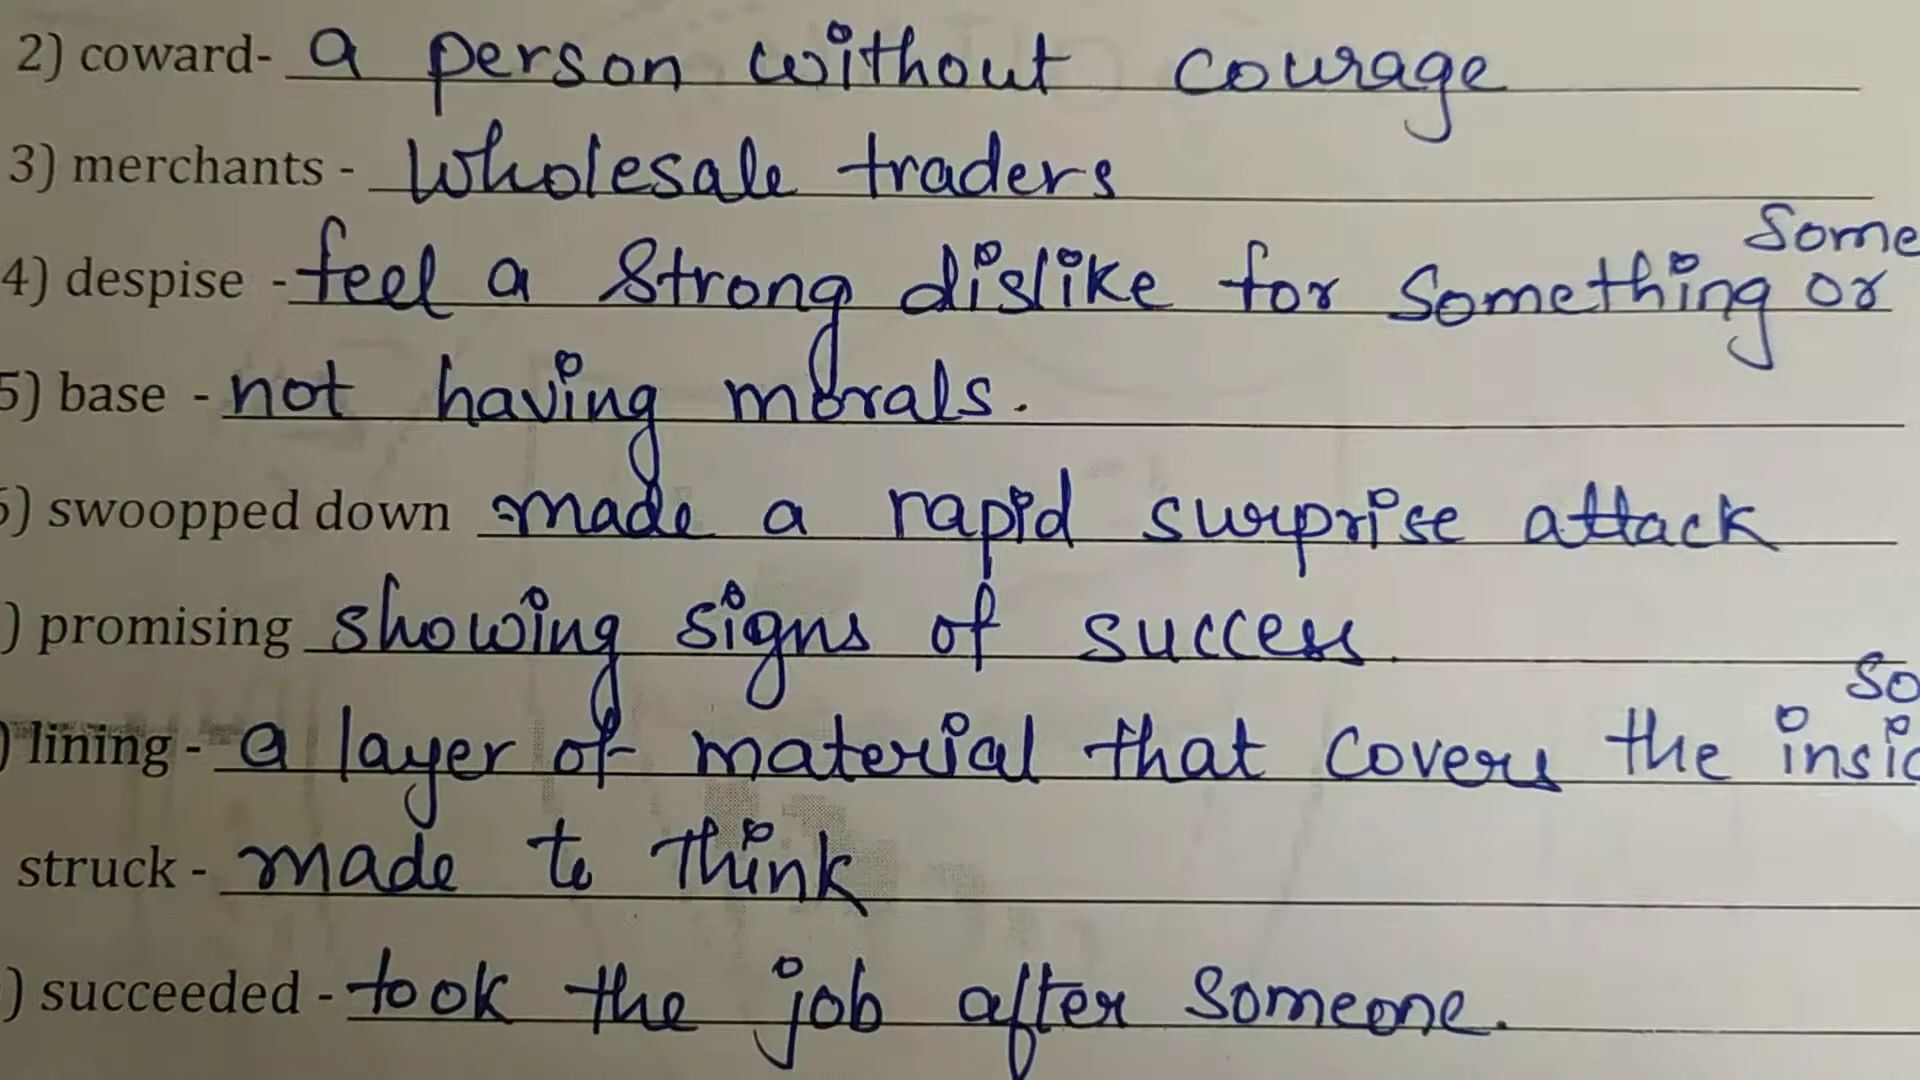 2) coward- a person without courage
3) merchants - Wholesale traders
Some
4) despise - feel a Strong dislike for Something or
5) base - not having morals.
) swoopped down made a rapid surprise attack
) promising showing signs of success.
so
) lining - a layer of material that covers the
struck - made to think
) succeeded - took the job after Someone.